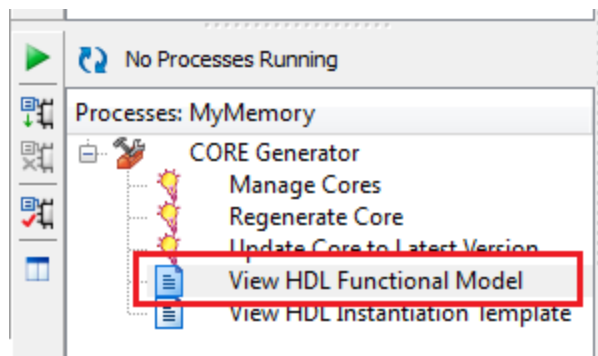 No Processes Running
Processes: MyMemory
CORE Generator
Manage Cores
Regenerate Core
Update Core to Latest Version
View HDL Functional Model
View HDL Instantiation Template